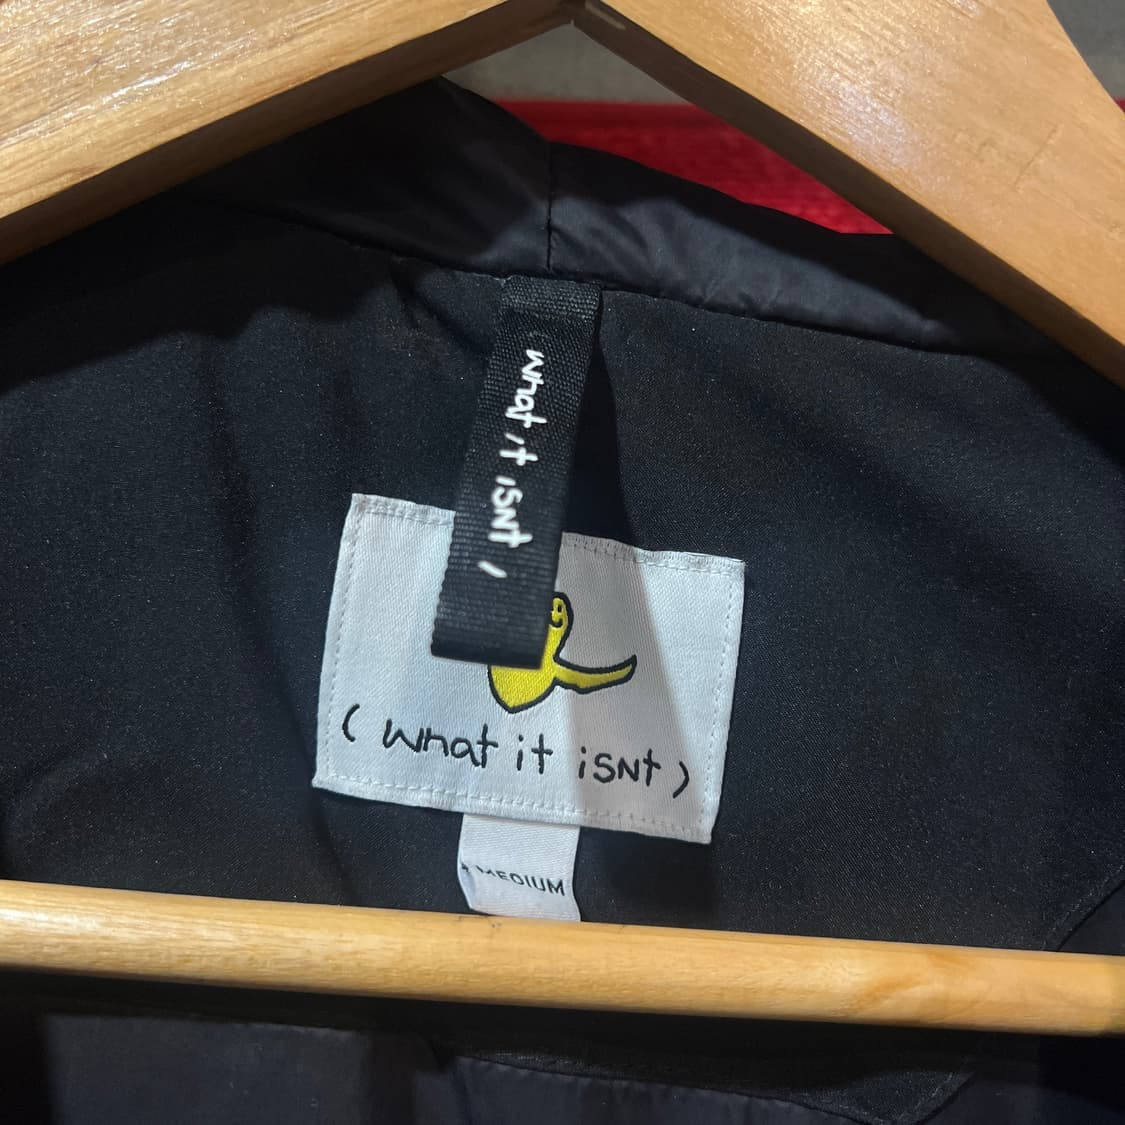 what it isnt )
( what it isnt )
MEDIUM